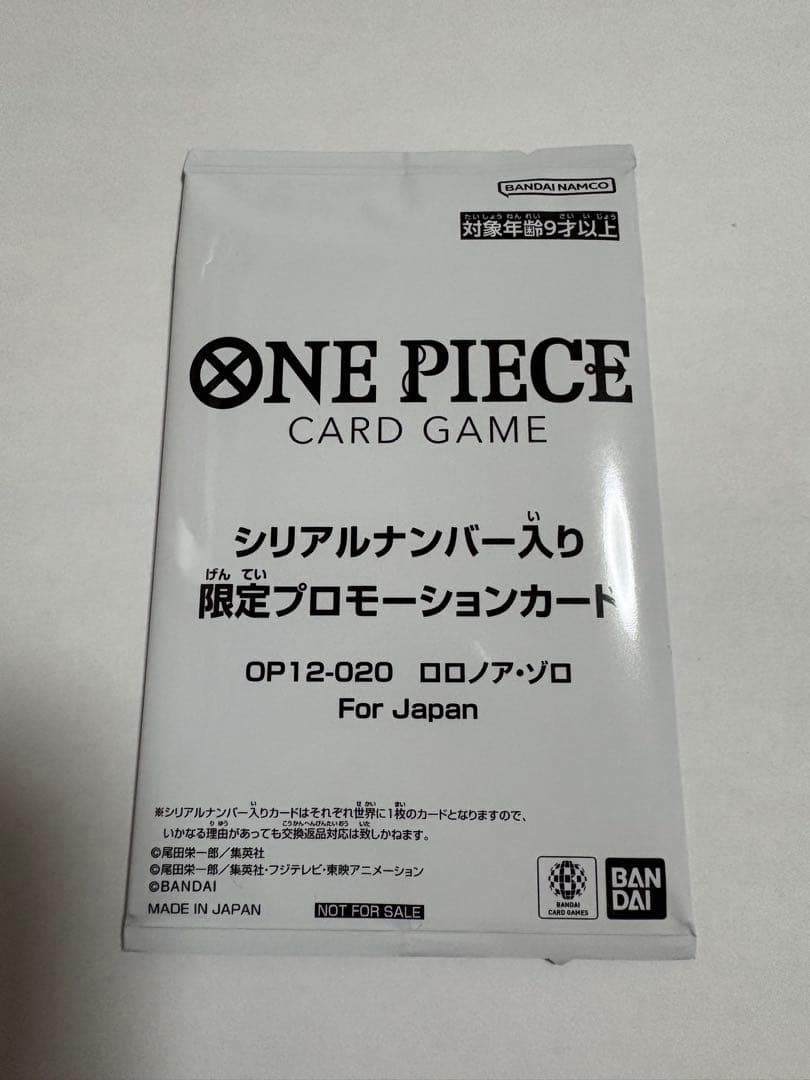 BANDAI NAMCO
たいしょうねんれい さいいじょう
対象年齢9才以上
ONE PIECE
CARD GAME
い
シリアルナンバー入り
げん てい
限定プロモーションカード
OP12-020 ロロノア・ゾロ
For Japan
い せかい まい
※シリアルナンバー入りカードはそれぞれ世界に1枚のカードとなりますので、
りゆう こうかんへんぴんたいおう いた
いかなる理由があっても交換返品対応は致しかねます。
©尾田栄一郎／集英社
©尾田栄一郎／集英社・フジテレビ・東映アニメーション
©BANDAI
MADE IN JAPAN NOT FOR SALE
BANDAI
CARD GAMES
BAN
DAI